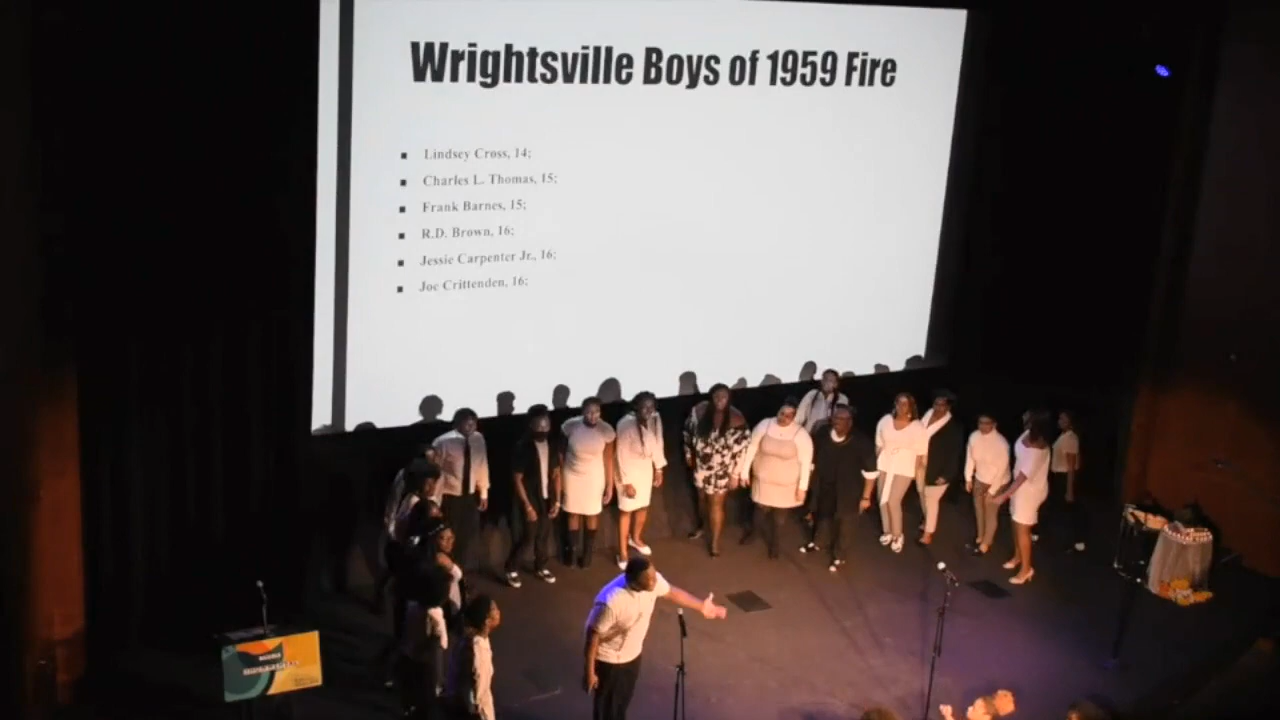 Wrightsville Boys of 1959 Fire
▪ Lindsey Cross, 14;
▪ Charles L. Thomas, 15;
▪ Frank Barnes, 15;
▪ R.D. Brown, 16;
▪ Jessie Carpenter Jr., 16;
▪ Joe Crittenden, 16;